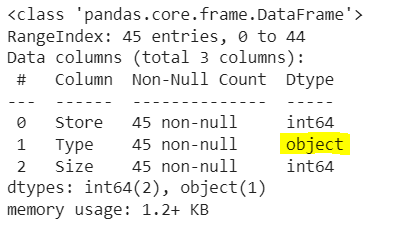 <class 'pandas.core.frame.DataFrame'>
RangeIndex: 45 entries, 0 to 44
Data columns (total 3 columns):
 #   Column  Non-Null Count  Dtype
---  ------  --------------  -----
 0   Store   45 non-null     int64
 1   Type    45 non-null     object
 2   Size    45 non-null     int64
dtypes: int64(2), object(1)
memory usage: 1.2+ KB